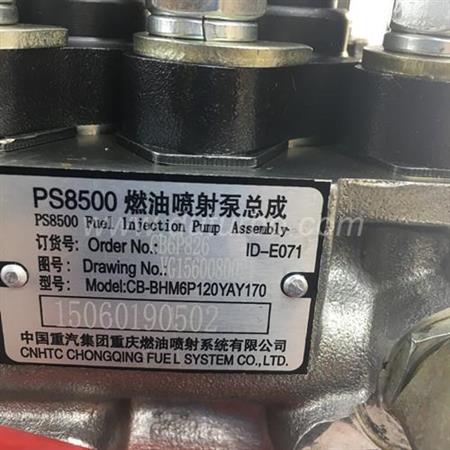 PS8500 燃油喷射泵总成
PS8500 Fuel Injection Pump Assembly
订货号: Order No.: CB6P826 ID-E071
图号: Drawing No.:
型号: Model:CB-BHM6P120YAY170
15060190502
中国重汽集团重庆燃油喷射系统有限公司
CNHTC CHONGQING FUEL SYSTEM CO.,LTD.